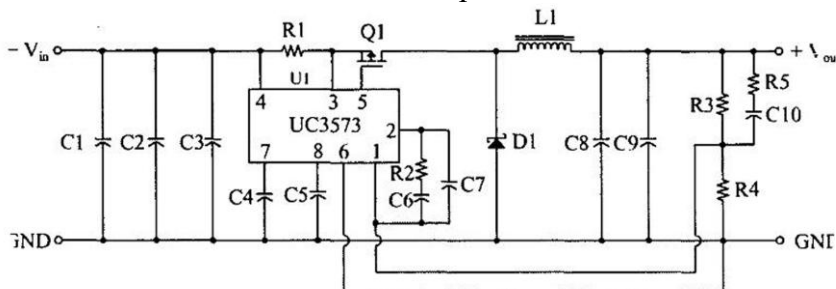 L1
R1
Q1
− Vin
+ Vou
U1
R5
R3
4
3
5
C10
UC3573
2
C1
C2
C3
D1
C8
C9
7
8
6
1
R2
C7
R4
C4
C5
C6
GND
GND